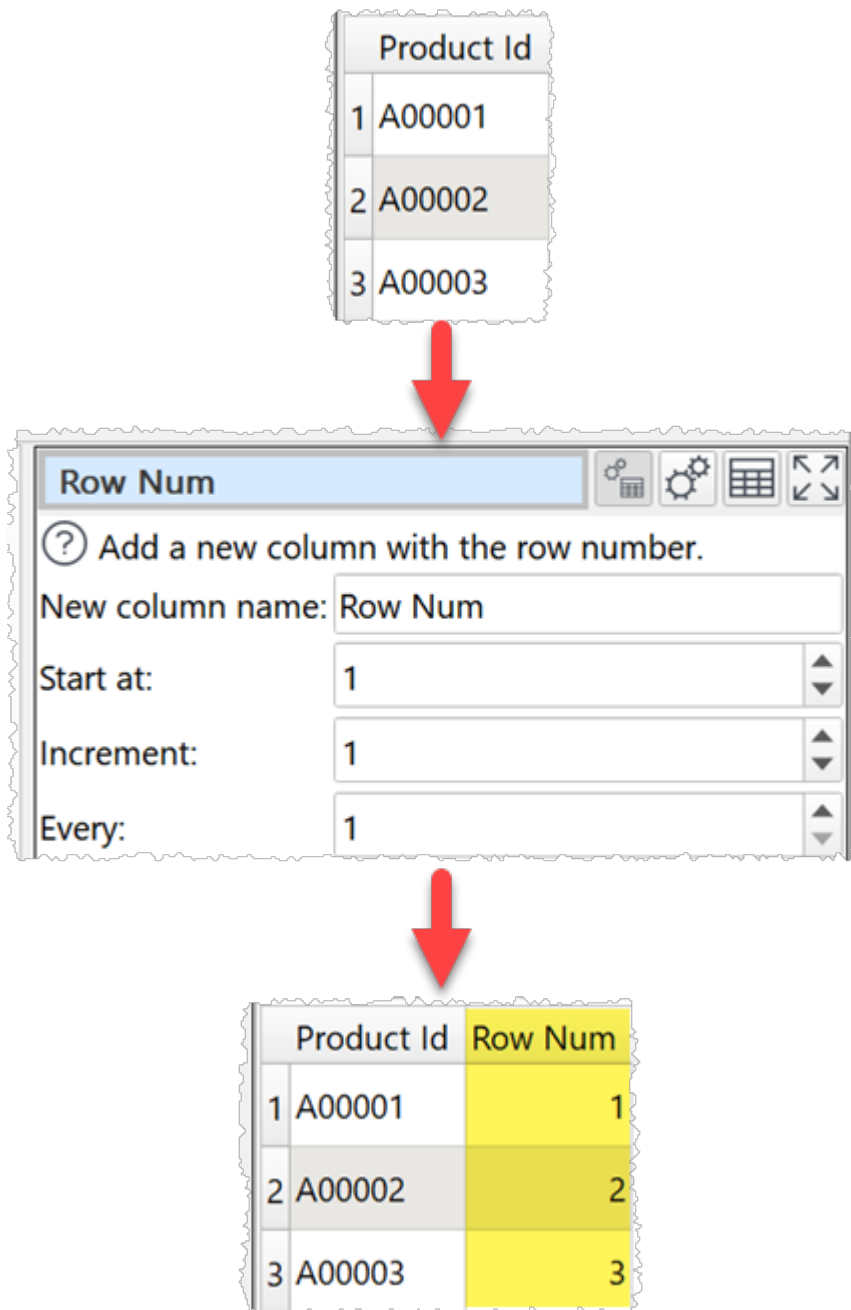 Product Id
1 A00001
2 A00002
3 A00003
Row Num
? Add a new column with the row number.
New column name: Row Num
Start at: 1
Increment: 1
Every: 1
Product Id Row Num
1 A00001 1
2 A00002 2
3 A00003 3